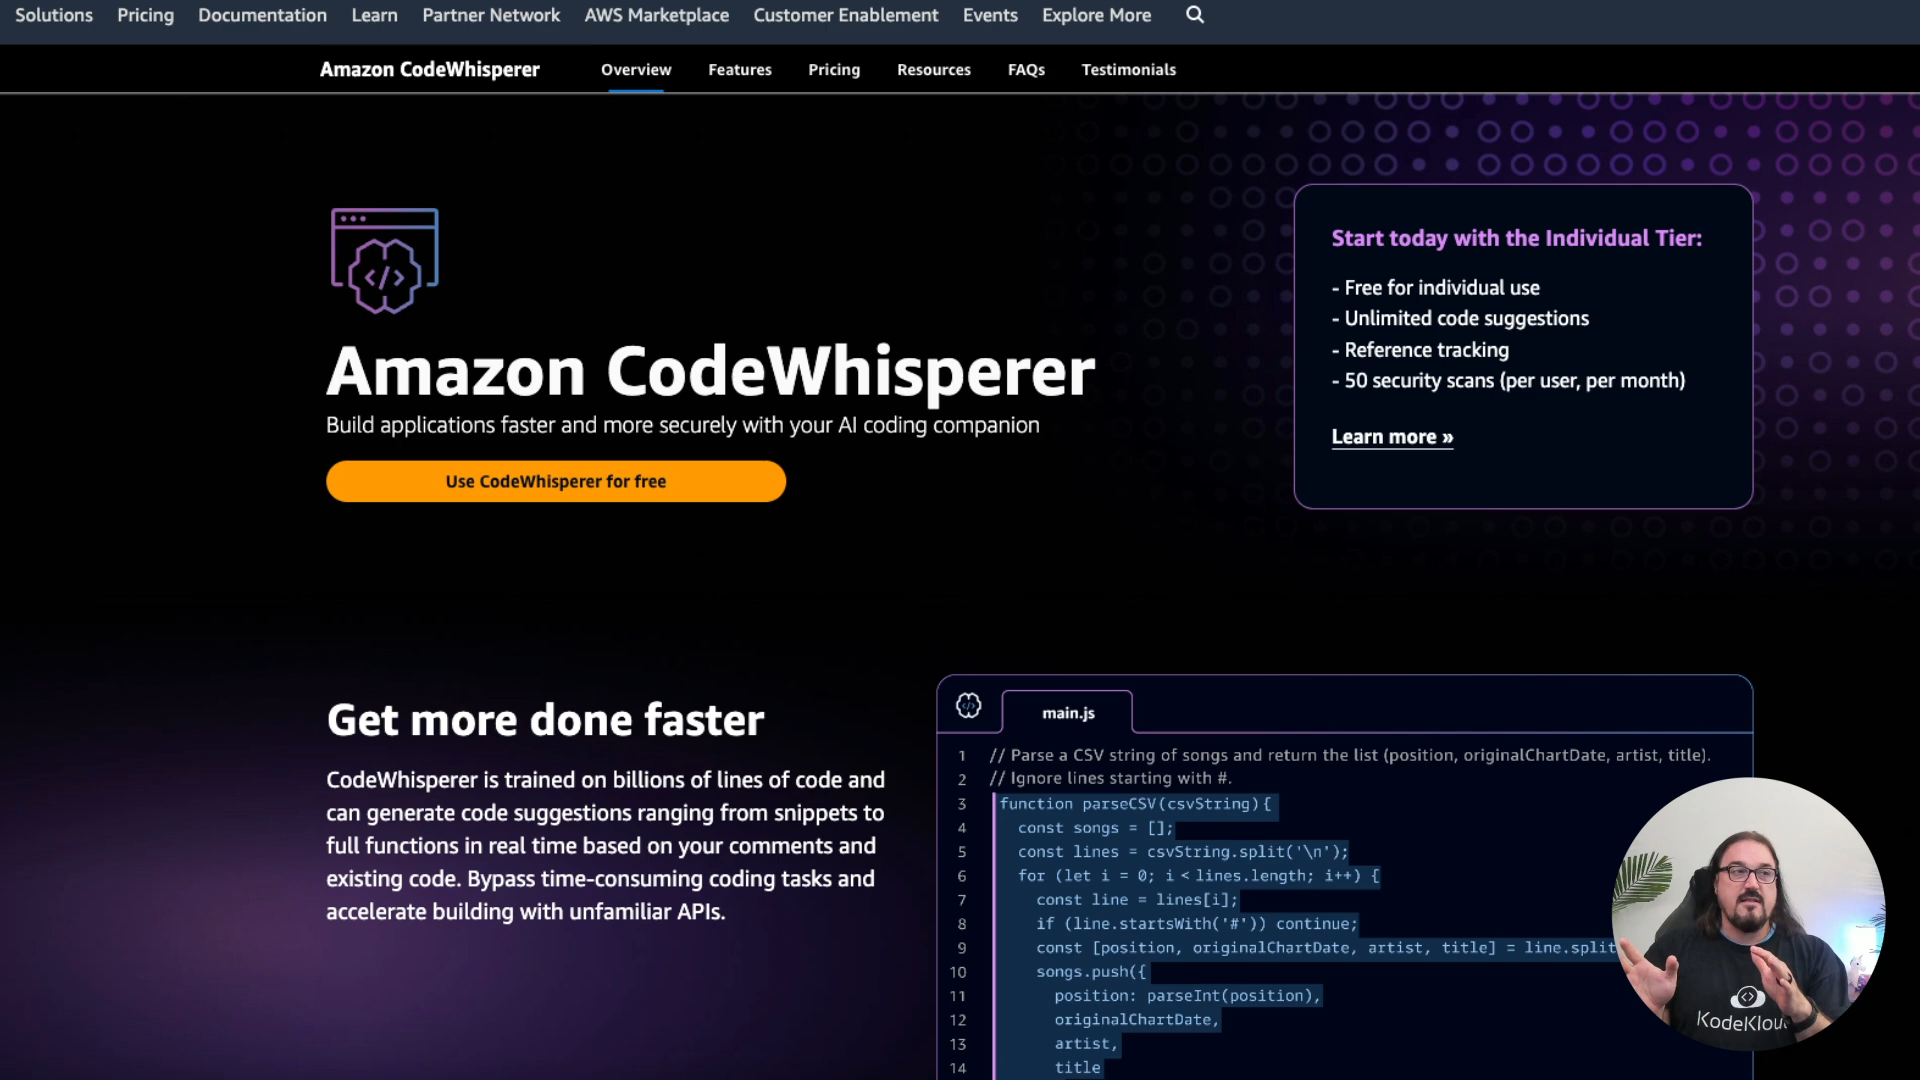 Solutions Pricing Documentation Learn Partner Network AWS Marketplace Customer Enablement Events Explore More
Amazon CodeWhisperer Overview Features Pricing Resources FAQs Testimonials
Amazon CodeWhisperer
Build applications faster and more securely with your AI coding companion
Use CodeWhisperer for free
Start today with the Individual Tier:
- Free for individual use
- Unlimited code suggestions
- Reference tracking
- 50 security scans (per user, per month)
Learn more »
Get more done faster
CodeWhisperer is trained on billions of lines of code and
can generate code suggestions ranging from snippets to
full functions in real time based on your comments and
existing code. Bypass time-consuming coding tasks and
accelerate building with unfamiliar APIs.
</> main.js
1 // Parse a CSV string of songs and return the list (position, originalChartDate, artist, title).
2 // Ignore lines starting with #.
3 function parseCSV(csvString){
4 const songs = [];
5 const lines = csvString.split('\n');
6 for (let i = 0; i < lines.length; i++) {
7 const line = lines[i];
8 if (line.startsWith('#')) continue;
9 const [position, originalChartDate, artist, title] = line.split
10 songs.push({
11 position: parseInt(position),
12 originalChartDate,
13 artist,
14 title
KodeKlou